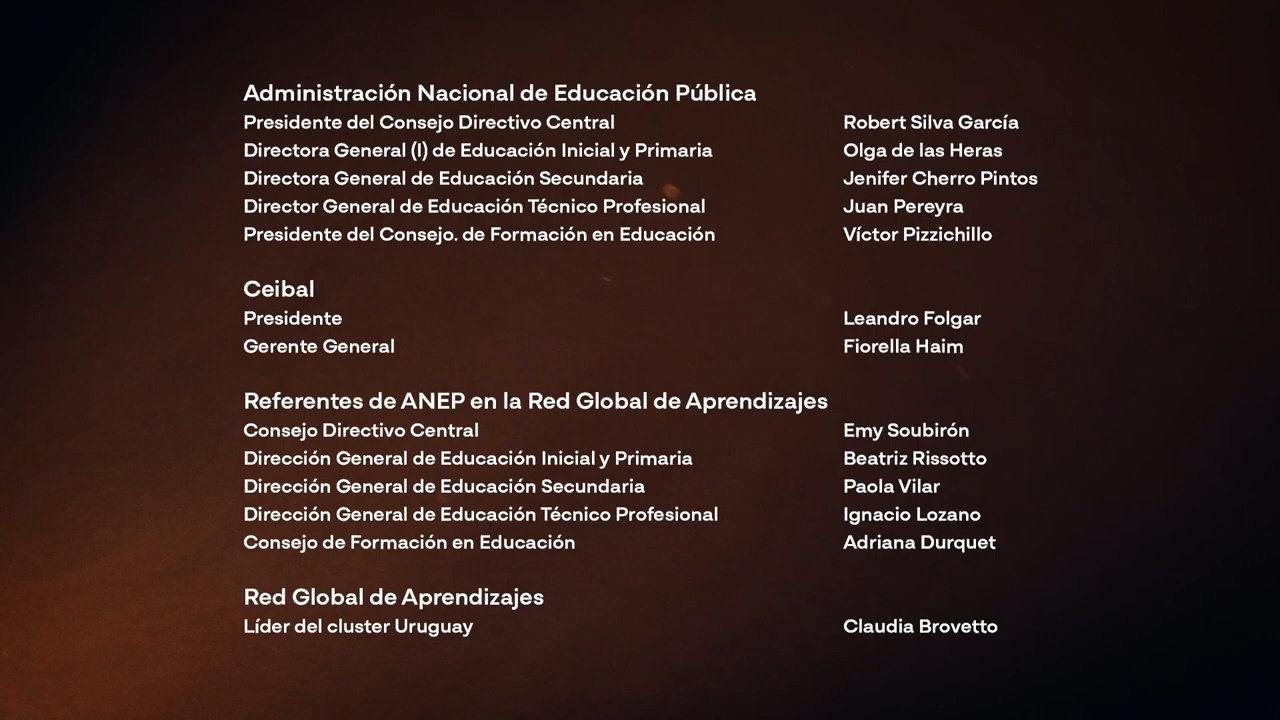 Administración Nacional de Educación Pública
Presidente del Consejo Directivo Central Robert Silva García
Directora General (I) de Educación Inicial y Primaria Olga de las Heras
Directora General de Educación Secundaria Jenifer Cherro Pintos
Director General de Educación Técnico Profesional Juan Pereyra
Presidente del Consejo. de Formación en Educación Víctor Pizzichillo
Ceibal
Presidente Leandro Folgar
Gerente General Fiorella Haim
Referentes de ANEP en la Red Global de Aprendizajes
Consejo Directivo Central Emy Soubirón
Dirección General de Educación Inicial y Primaria Beatriz Rissotto
Dirección General de Educación Secundaria Paola Vilar
Dirección General de Educación Técnico Profesional Ignacio Lozano
Consejo de Formación en Educación Adriana Durquet
Red Global de Aprendizajes
Líder del cluster Uruguay Claudia Brovetto